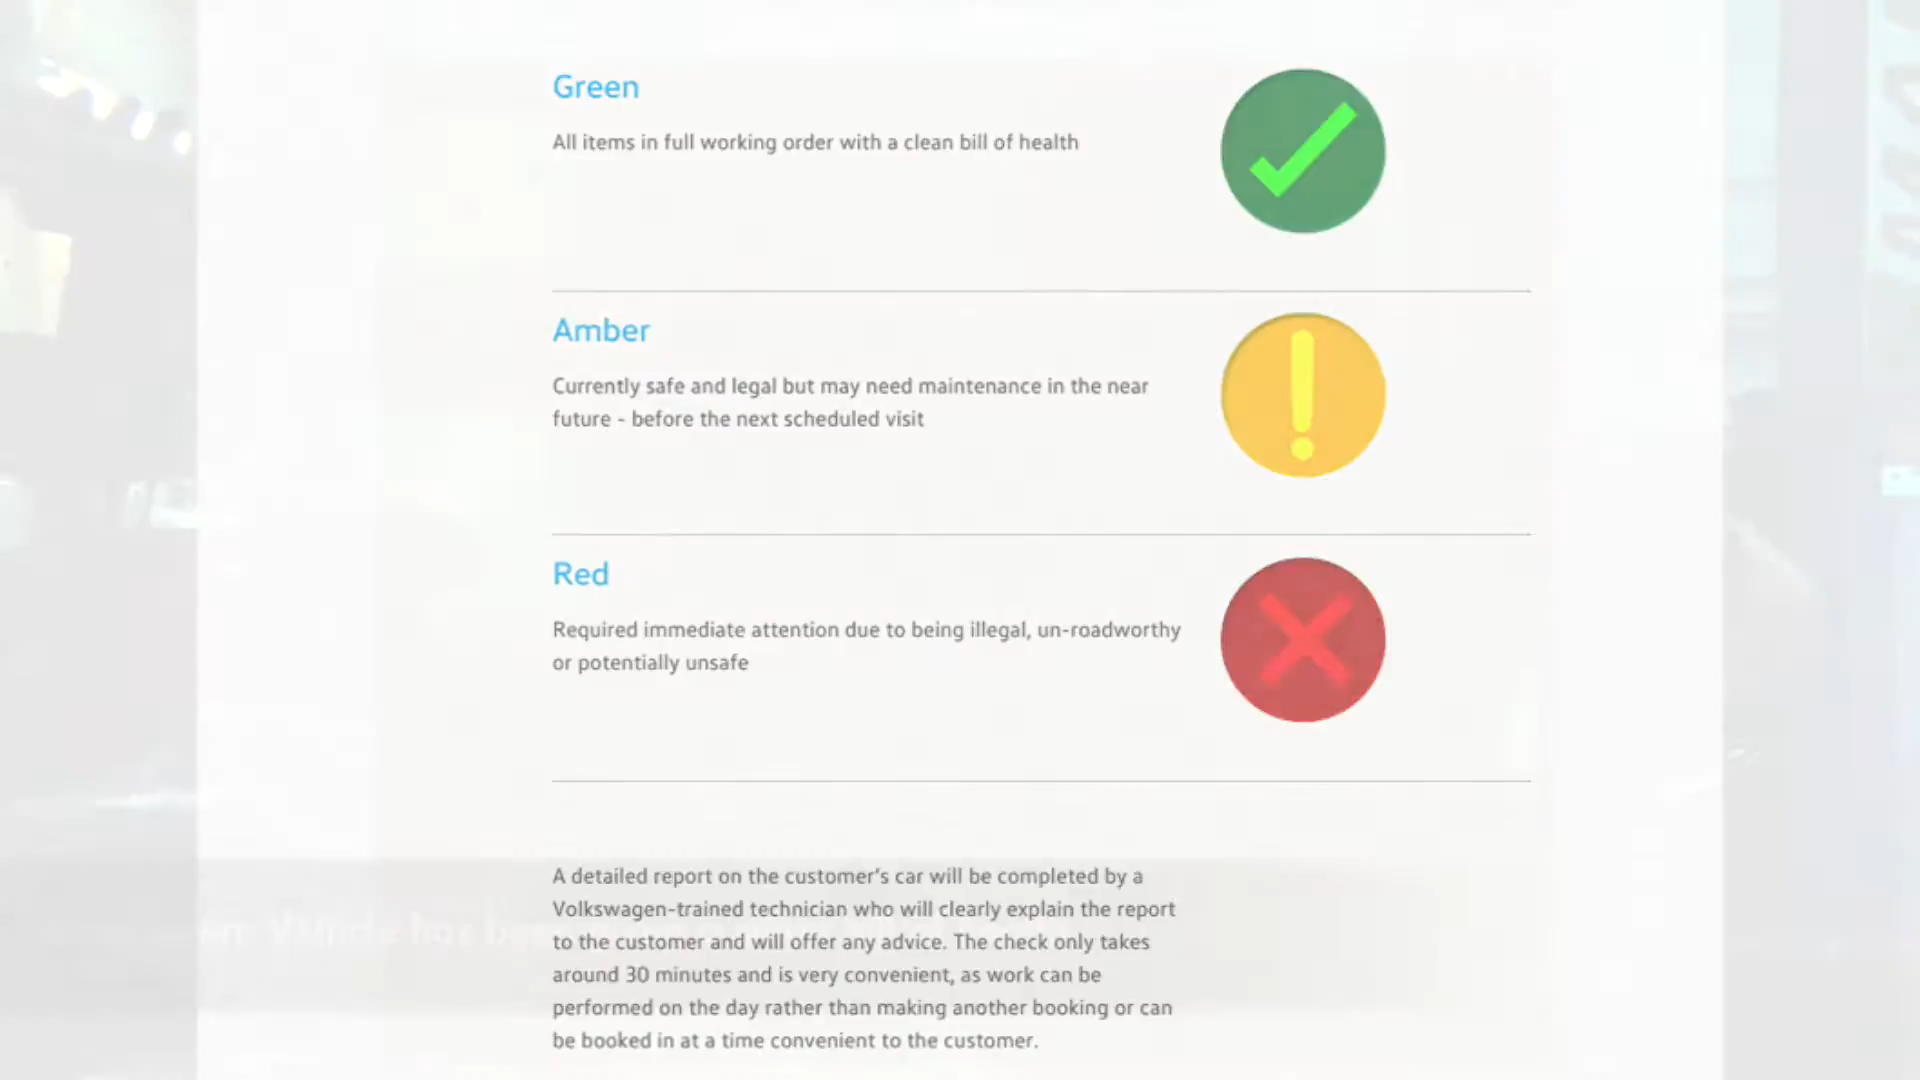 Green
All items in full working order with a clean bill of health
Amber
Currently safe and legal but may need maintenance in the near
future - before the next scheduled visit
Red
Required immediate attention due to being illegal, un-roadworthy
or potentially unsafe
A detailed report on the customer's car will be completed by a
Volkswagen-trained technician who will clearly explain the report
to the customer and will offer any advice. The check only takes
around 30 minutes and is very convenient, as work can be
performed on the day rather than making another booking or can
be booked in at a time convenient to the customer.